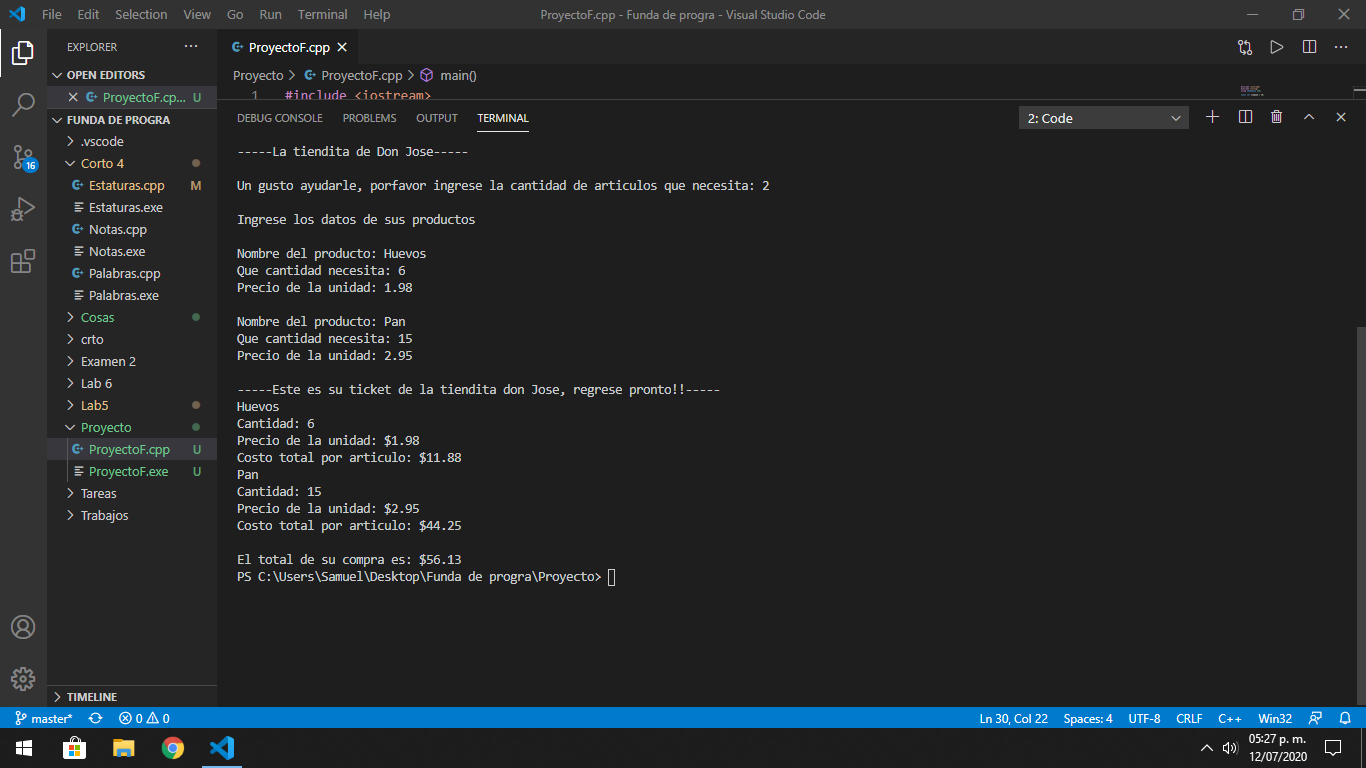 File Edit Selection View Go Run Terminal Help
ProyectoF.cpp - Funda de progra - Visual Studio Code
EXPLORER ···
OPEN EDITORS
ProyectoF.cp... U
FUNDA DE PROGRA
.vscode
Corto 4
Estaturas.cpp M
Estaturas.exe
Notas.cpp
Notas.exe
Palabras.cpp
Palabras.exe
Cosas
crto
Examen 2
Lab 6
Lab5
Proyecto
ProyectoF.cpp U
ProyectoF.exe U
Tareas
Trabajos
TIMELINE
16
ProyectoF.cpp
Proyecto > ProyectoF.cpp > main()
1 #include <iostream>
DEBUG CONSOLE PROBLEMS OUTPUT TERMINAL
2: Code
-----La tiendita de Don Jose-----
Un gusto ayudarle, porfavor ingrese la cantidad de articulos que necesita: 2
Ingrese los datos de sus productos
Nombre del producto: Huevos
Que cantidad necesita: 6
Precio de la unidad: 1.98
Nombre del producto: Pan
Que cantidad necesita: 15
Precio de la unidad: 2.95
-----Este es su ticket de la tiendita don Jose, regrese pronto!!-----
Huevos
Cantidad: 6
Precio de la unidad: $1.98
Costo total por articulo: $11.88
Pan
Cantidad: 15
Precio de la unidad: $2.95
Costo total por articulo: $44.25
El total de su compra es: $56.13
PS C:\Users\Samuel\Desktop\Funda de progra\Proyecto>
master* 0 0
Ln 30, Col 22 Spaces: 4 UTF-8 CRLF C++ Win32
05:27 p. m.
12/07/2020